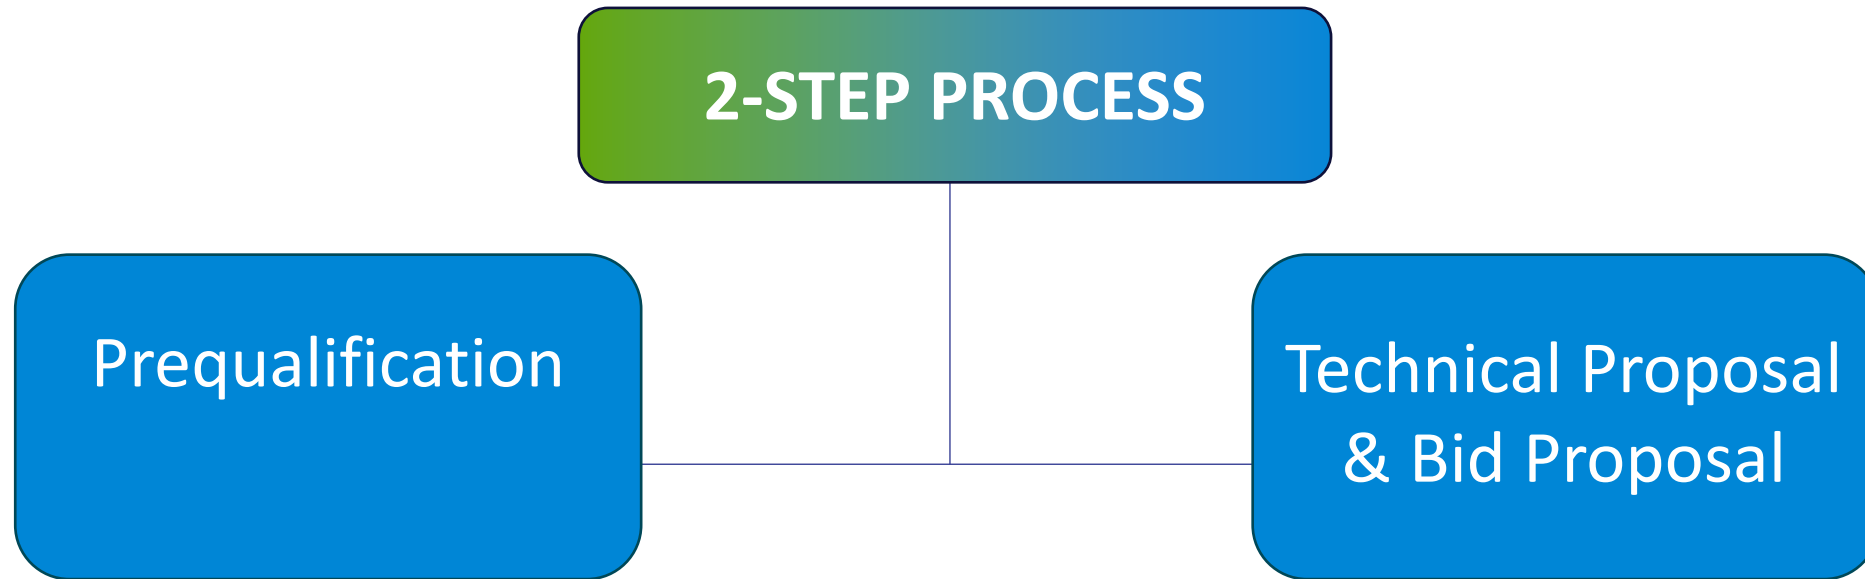 2-STEP PROCESS
Prequalification
Technical Proposal
& Bid Proposal